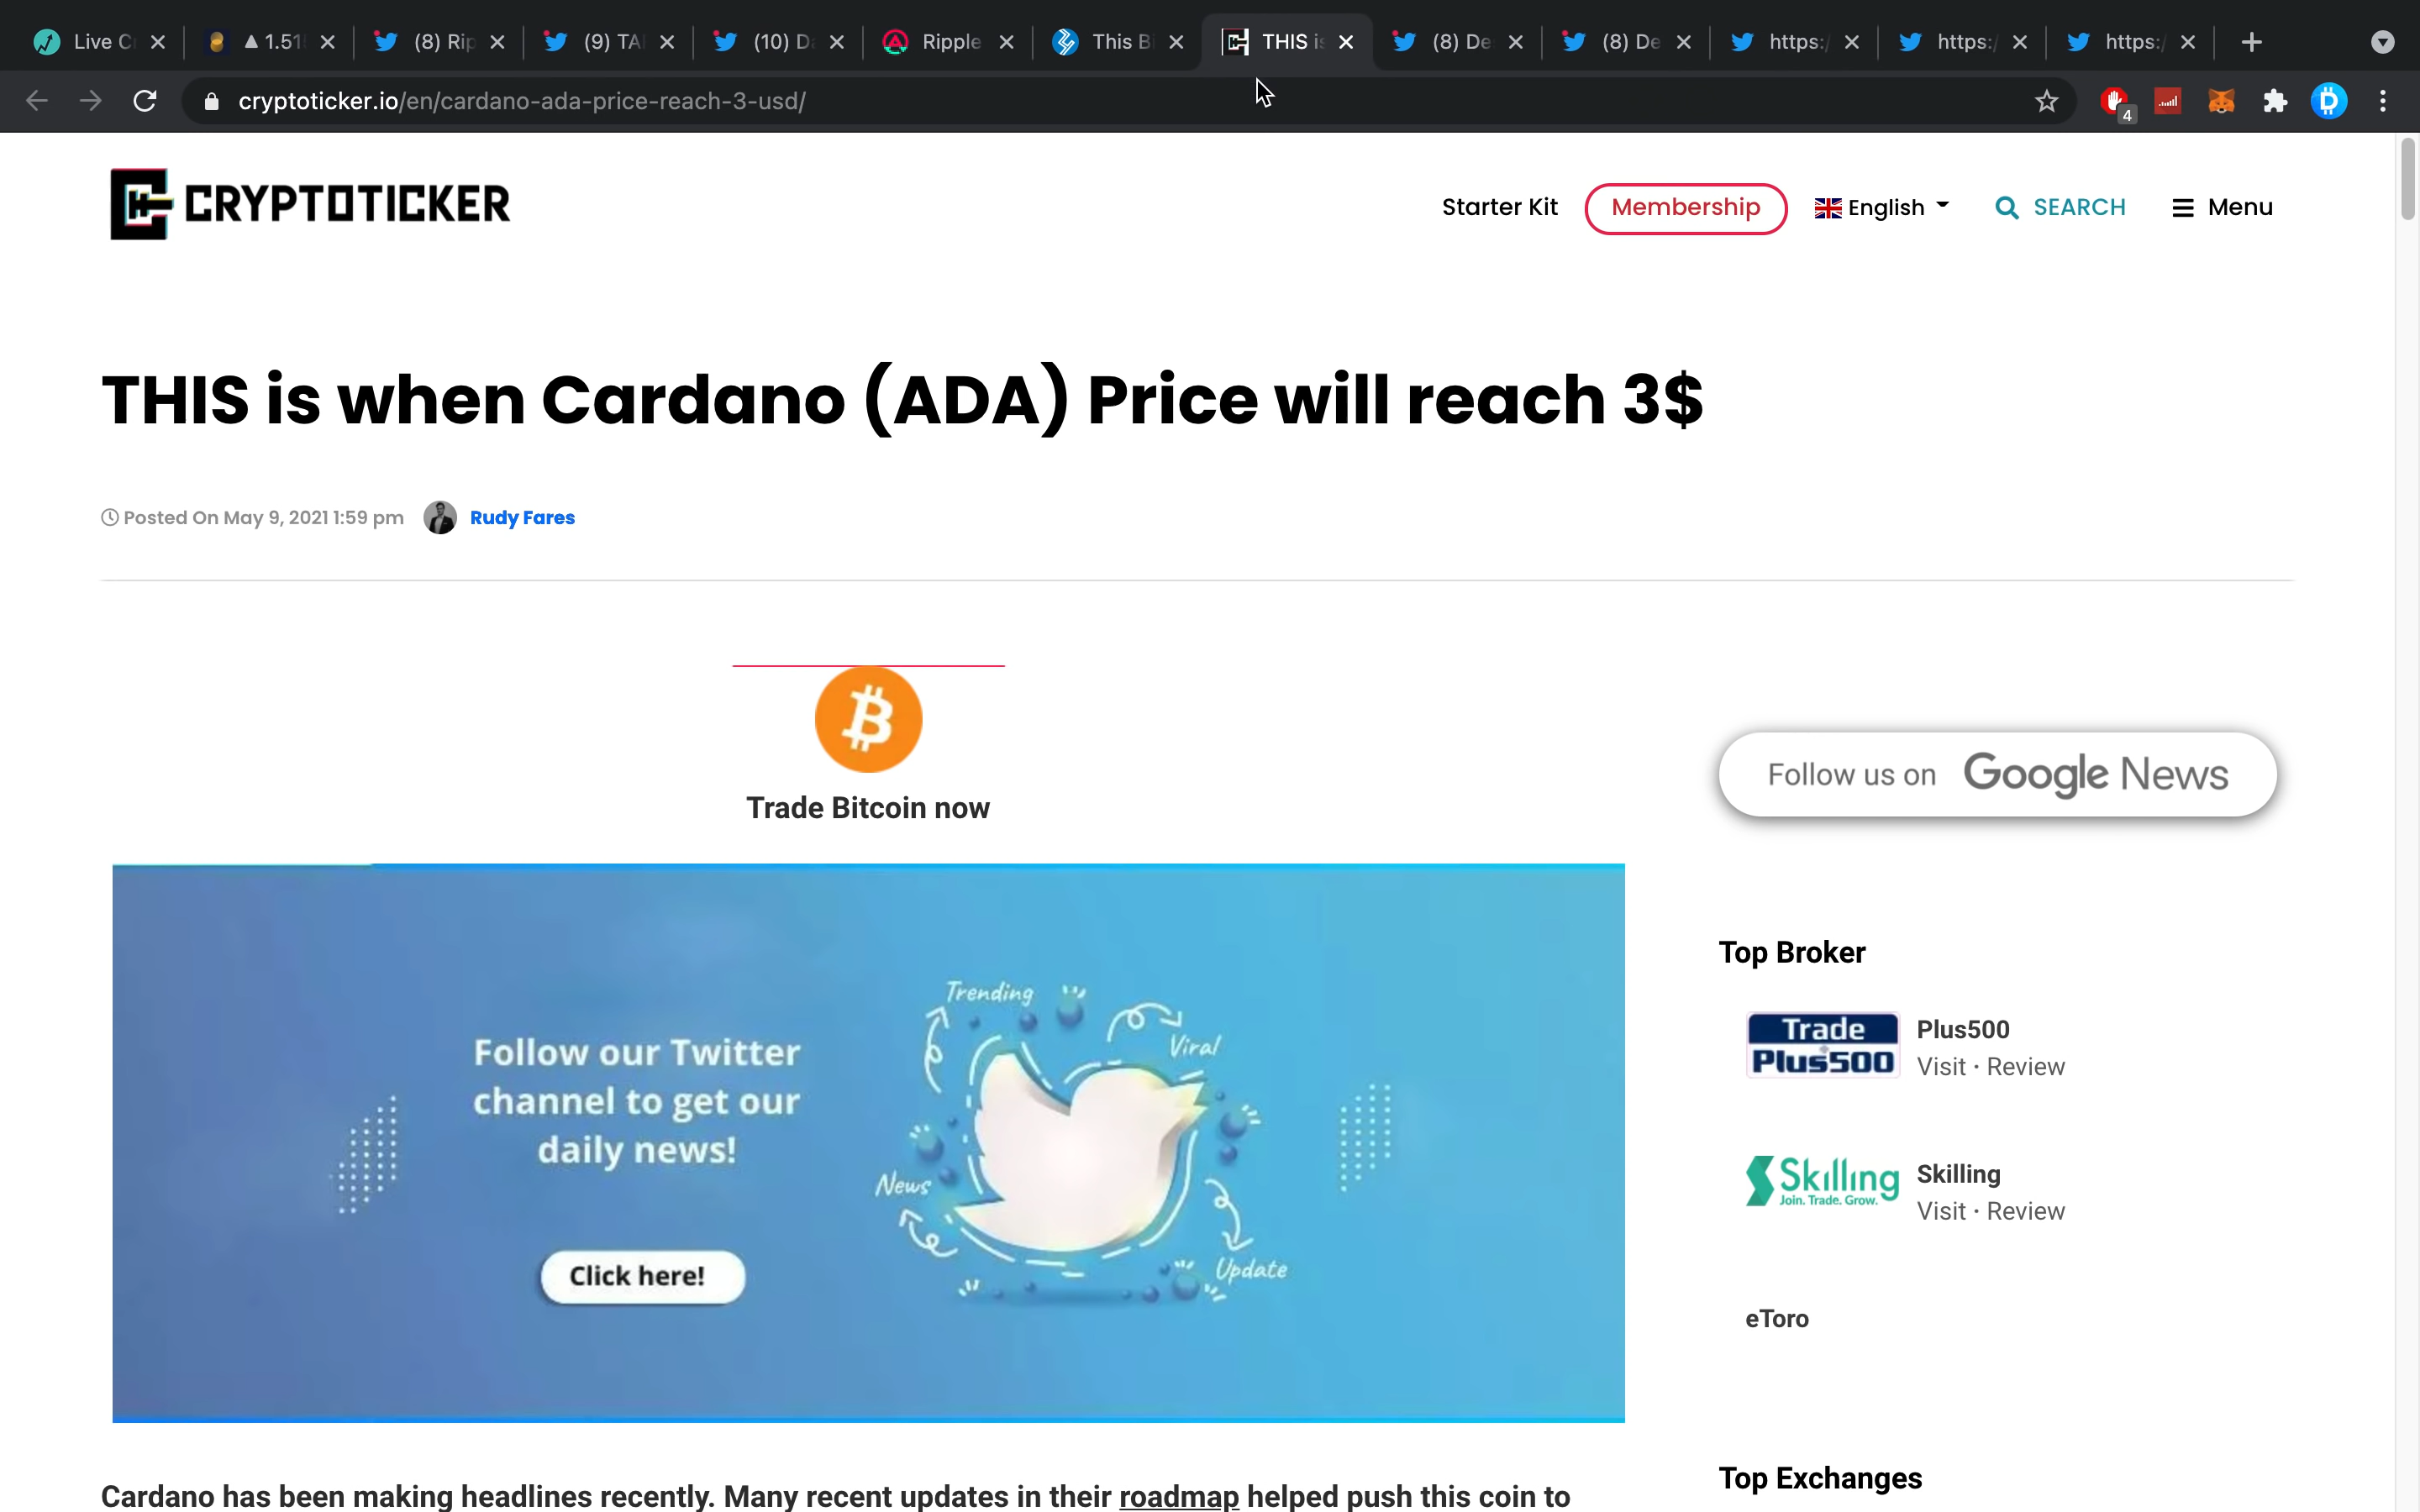 Live C
1.51
(8) Rip
(9) TA
(10) Da
Ripple
This B
THIS is
(8) De
(8) De
https:/
https:/
https:/
cryptoticker.io/en/cardano-ada-price-reach-3-usd/
4
CRYPTOTICKER
Starter Kit
Membership
English
SEARCH
Menu
THIS is when Cardano (ADA) Price will reach 3$
Posted On May 9, 2021 1:59 pm
Rudy Fares
Trade Bitcoin now
Follow us on Google News
Follow our Twitter
channel to get our
daily news!
Click here!
Trending
Viral
News
Update
Top Broker
Trade
Plus500
Plus500
Visit · Review
Skilling
Join. Trade. Grow.
Skilling
Visit · Review
eToro
Top Exchanges
Cardano has been making headlines recently. Many recent updates in their roadmap helped push this coin to